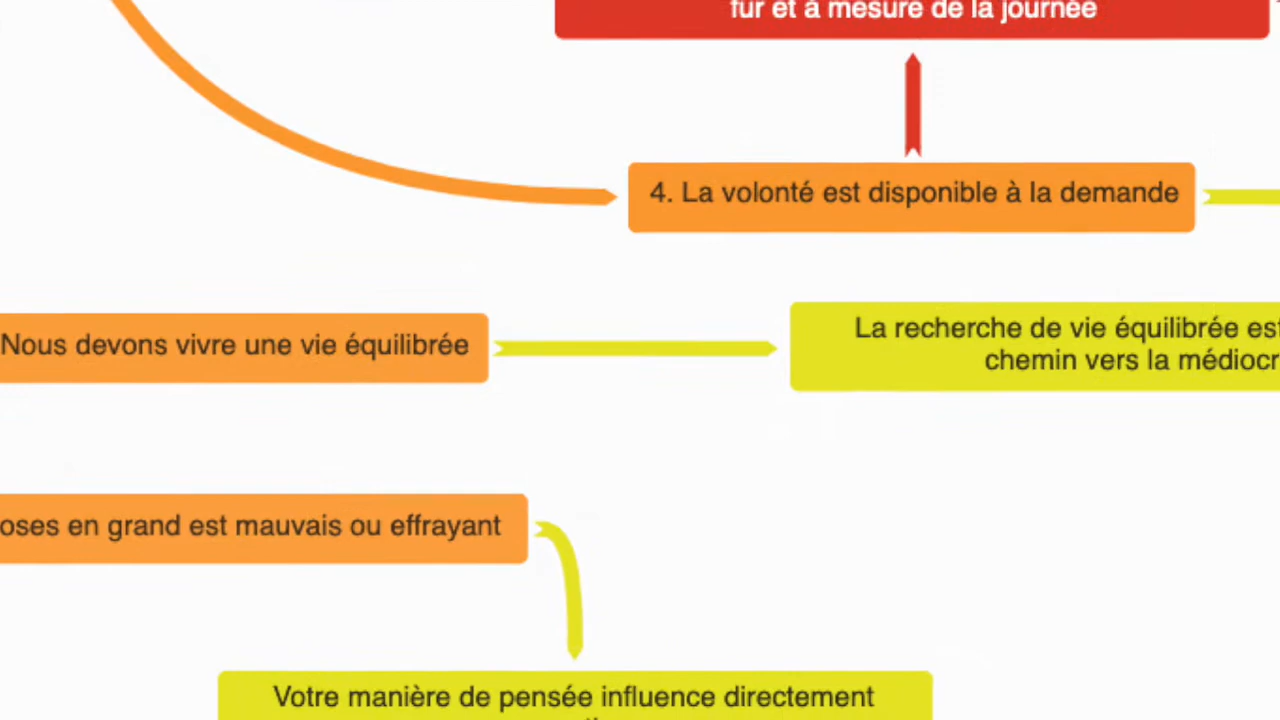 fur et à mesure de la journée
4. La volonté est disponible à la demande
Nous devons vivre une vie équilibrée
La recherche de vie équilibrée est
chemin vers la
en grand est mauvais ou effrayant
Votre manière de pensée influence directement